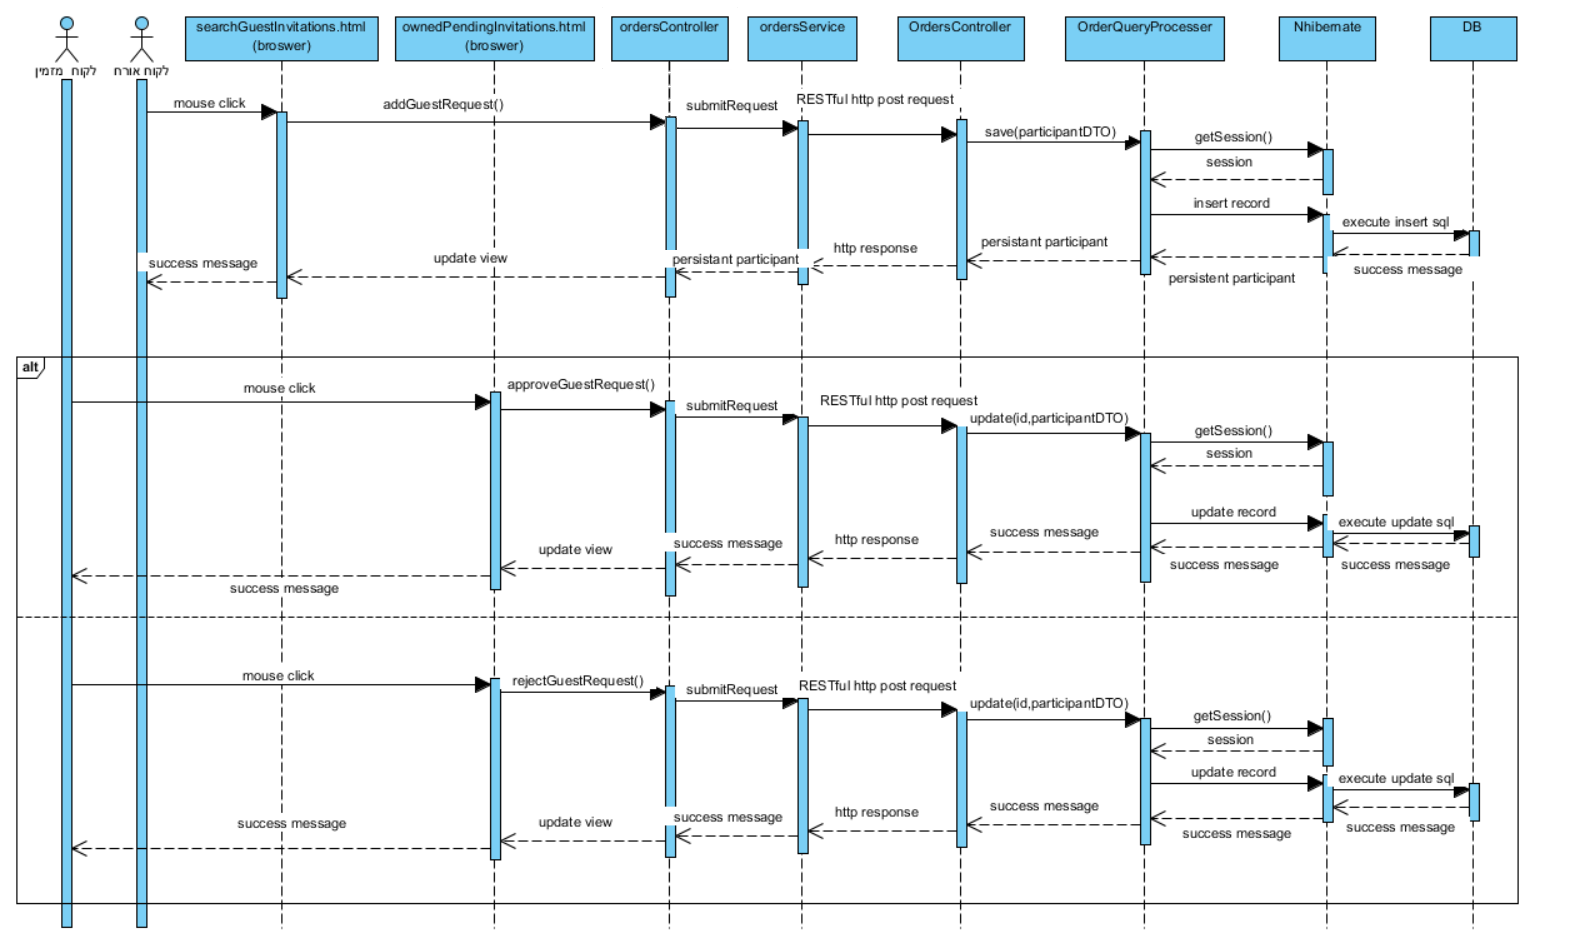 searchGuestInvitations.html
(broswer)
ownedPendingInvitations.html
(broswer)
ordersController
ordersService
OrdersController
OrderQueryProcesser
Nhibernate
DB
לקוח מזמין
לקוח אורח
mouse click
addGuestRequest()
submitRequest
RESTful http post request
save(participantDTO)
getSession()
session
insert record
execute insert sql
success message
update view
persistant participant
http response
persistant participant
persistent participant
success message
alt
mouse click
approveGuestRequest()
submitRequest
RESTful http post request
update(id,participantDTO)
getSession()
session
update record
execute update sql
success message
update view
success message
http response
success message
success message
success message
mouse click
rejectGuestRequest()
submitRequest
RESTful http post request
update(id,participantDTO)
getSession()
session
update record
execute update sql
success message
update view
success message
http response
success message
success message
success message